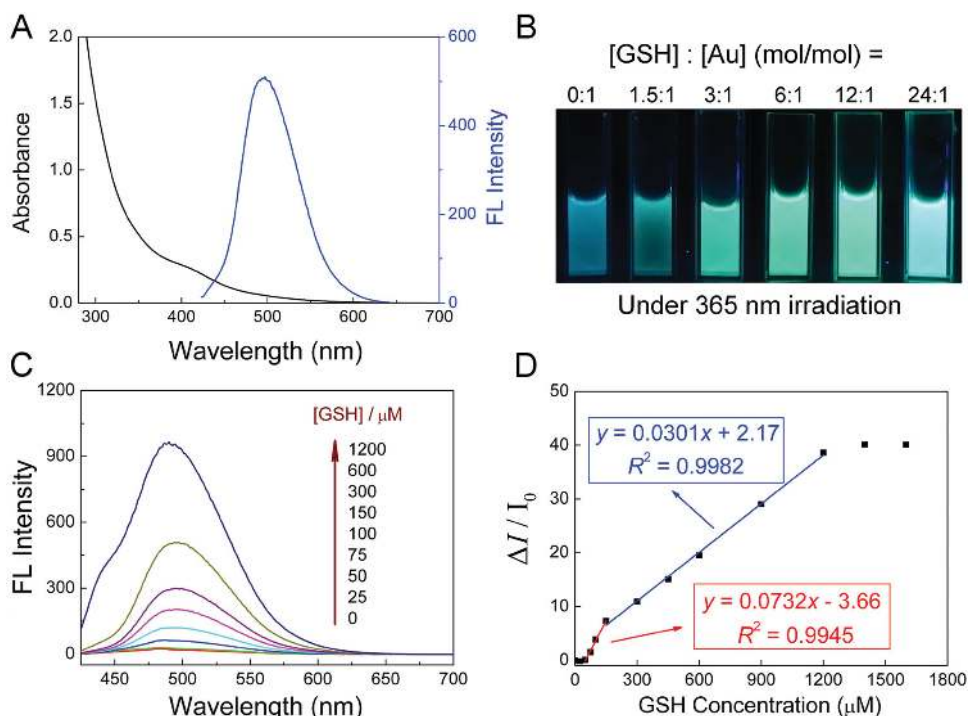 A
Absorbance
2.0
1.5
1.0
0.5
0.0
600
400
200
0
FL Intensity
300 400 500 600 700
Wavelength (nm)
B
[GSH] : [Au] (mol/mol) =
0:1 1.5:1 3:1 6:1 12:1 24:1
Under 365 nm irradiation
C
FL Intensity
1200
900
600
300
0
[GSH] / μM
1200
600
300
150
100
75
50
25
0
450 500 550 600 650 700
Wavelength (nm)
D
ΔI / I₀
50
40
30
20
10
0
y = 0.0301x + 2.17
R² = 0.9982
y = 0.0732x - 3.66
R² = 0.9945
0 300 600 900 1200 1500 1800
GSH Concentration (μM)